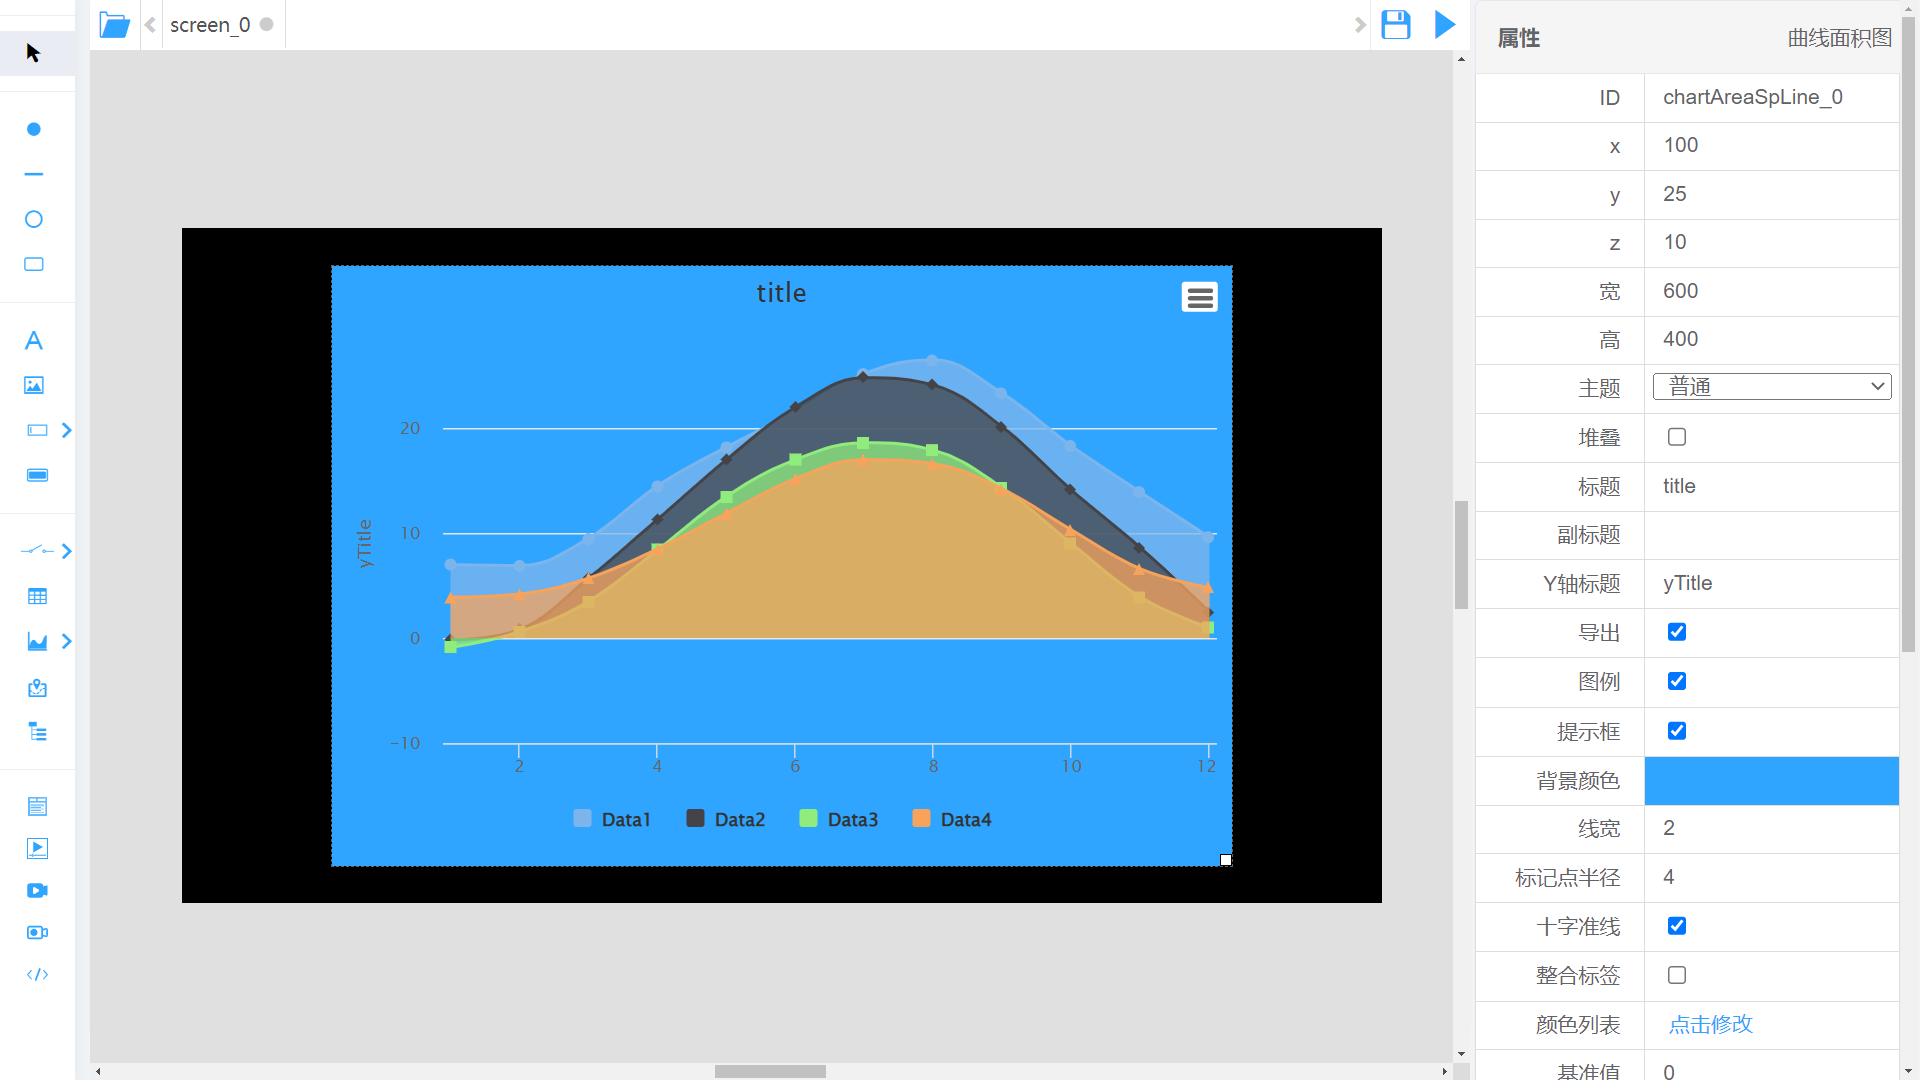 screen_0
属性 曲线面积图
ID chartAreaSpLine_0
x 100
y 25
z 10
宽 600
高 400
主题 普通
堆叠
标题 title
副标题
Y轴标题 yTitle
导出
图例
提示框
背景颜色
线宽 2
标记点半径 4
十字准线
整合标签
颜色列表 点击修改
基准值 0
title
yTitle
20
10
0
−10
2 4 6 8 10 12
Data1 Data2 Data3 Data4